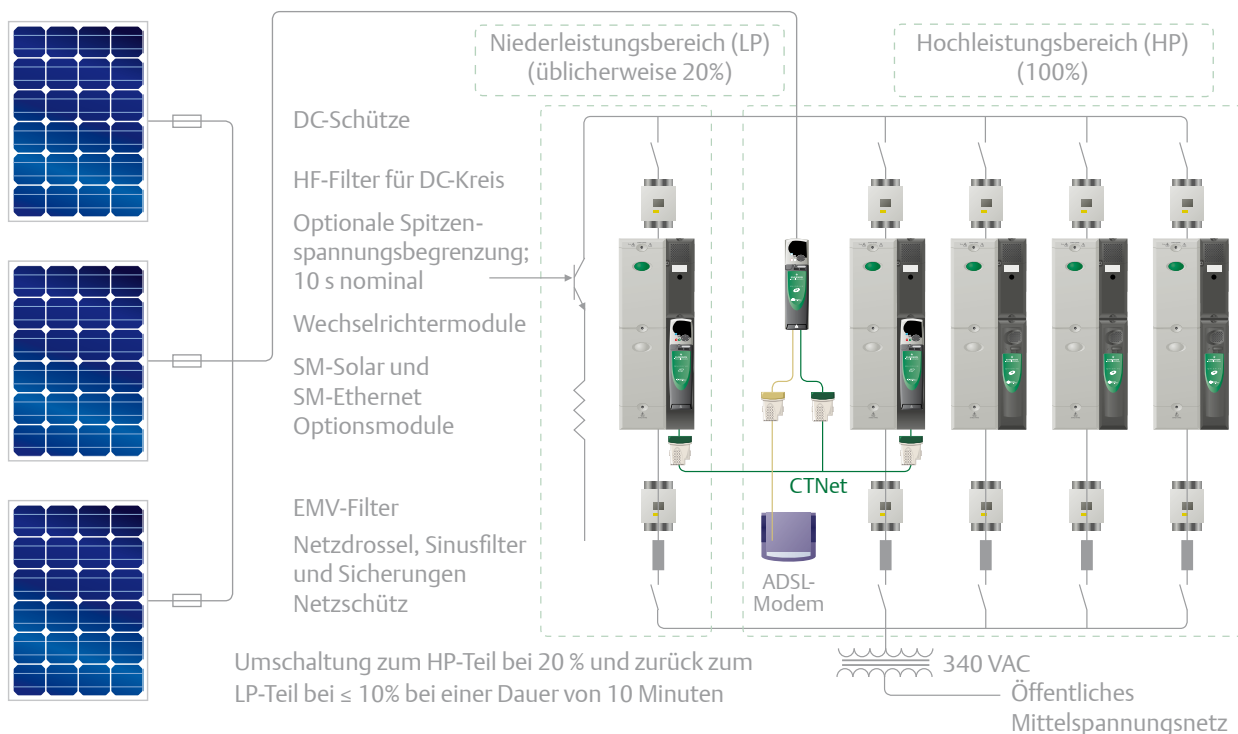 Niederleistungsbereich (LP)
(üblicherweise 20%)
Hochleistungsbereich (HP)
(100%)
DC-Schütze
HF-Filter für DC-Kreis
Optionale Spitzen-
spannungsbegrenzung;
10 s nominal
Wechselrichtermodule
SM-Solar und
SM-Ethernet
Optionsmodule
CTNet
EMV-Filter
Netzdrossel, Sinusfilter
und Sicherungen
Netzschütz
ADSL-
Modem
Umschaltung zum HP-Teil bei 20 % und zurück zum
LP-Teil bei ≤ 10% bei einer Dauer von 10 Minuten
340 VAC
Öffentliches
Mittelspannungsnetz